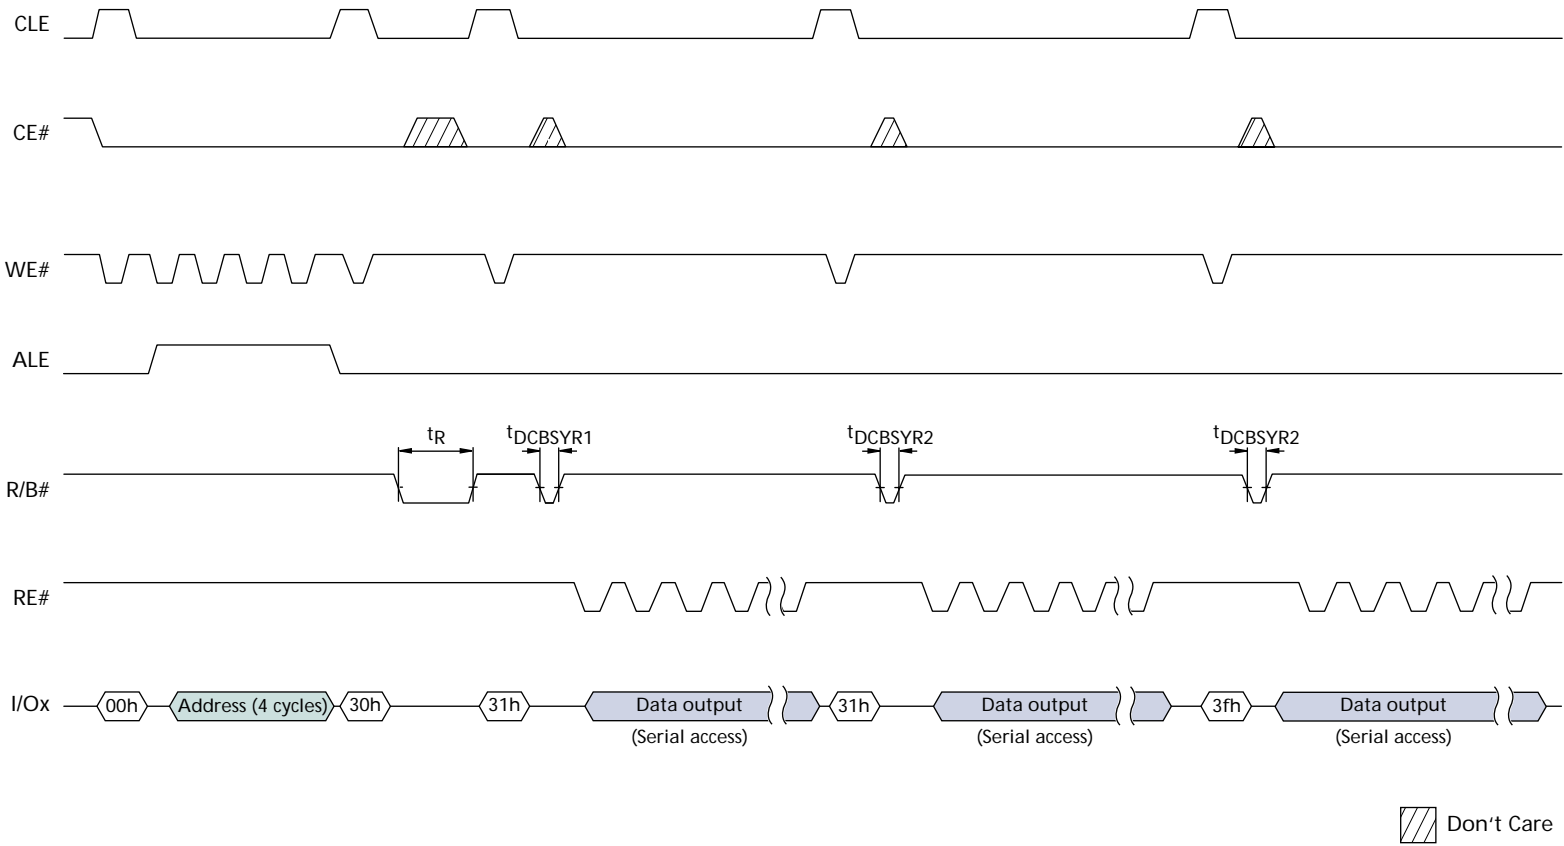 CLE
CE#
WE#
ALE
tR tDCBSYR1 tDCBSYR2 tDCBSYR2
R/B#
RE#
I/Ox 00h Address (4 cycles) 30h 31h Data output 31h Data output 3fh Data output
(Serial access) (Serial access) (Serial access)
Don't Care